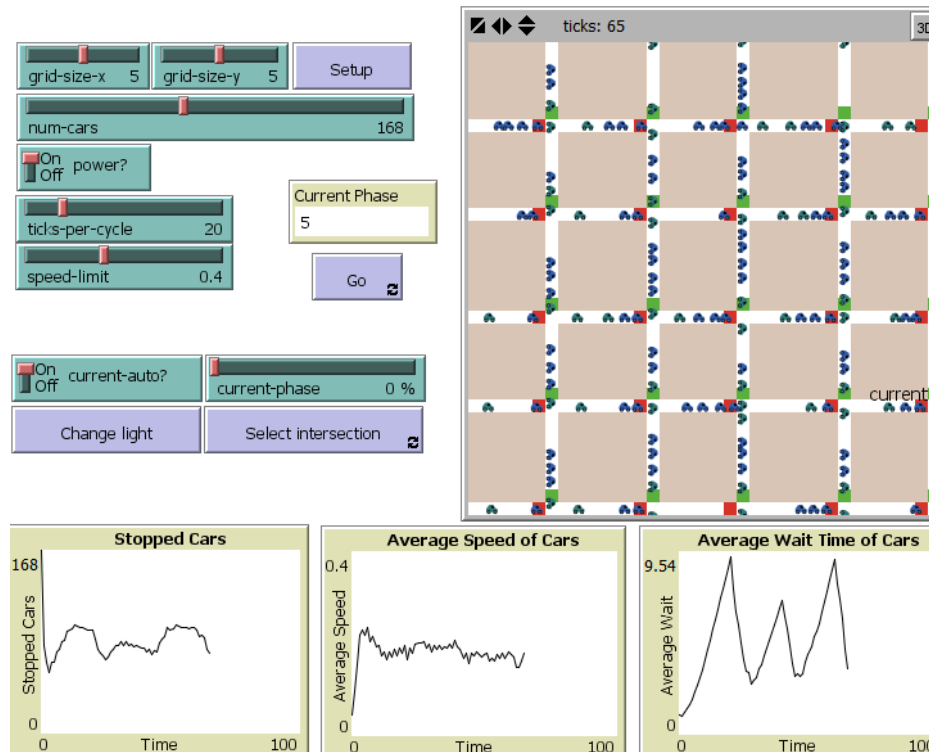 ticks: 65
3D
grid-size-x 5
grid-size-y 5
Setup
num-cars 168
On
Off
power?
ticks-per-cycle 20
speed-limit 0.4
Current Phase
5
Go
On
Off
current-auto?
current-phase 0 %
Change light
Select intersection
current
Stopped Cars
168
Stopped Cars
0
0
Time
100
Average Speed of Cars
0.4
Average Speed
0
0
Time
100
Average Wait Time of Cars
9.54
Average Wait
0
0
Time
100